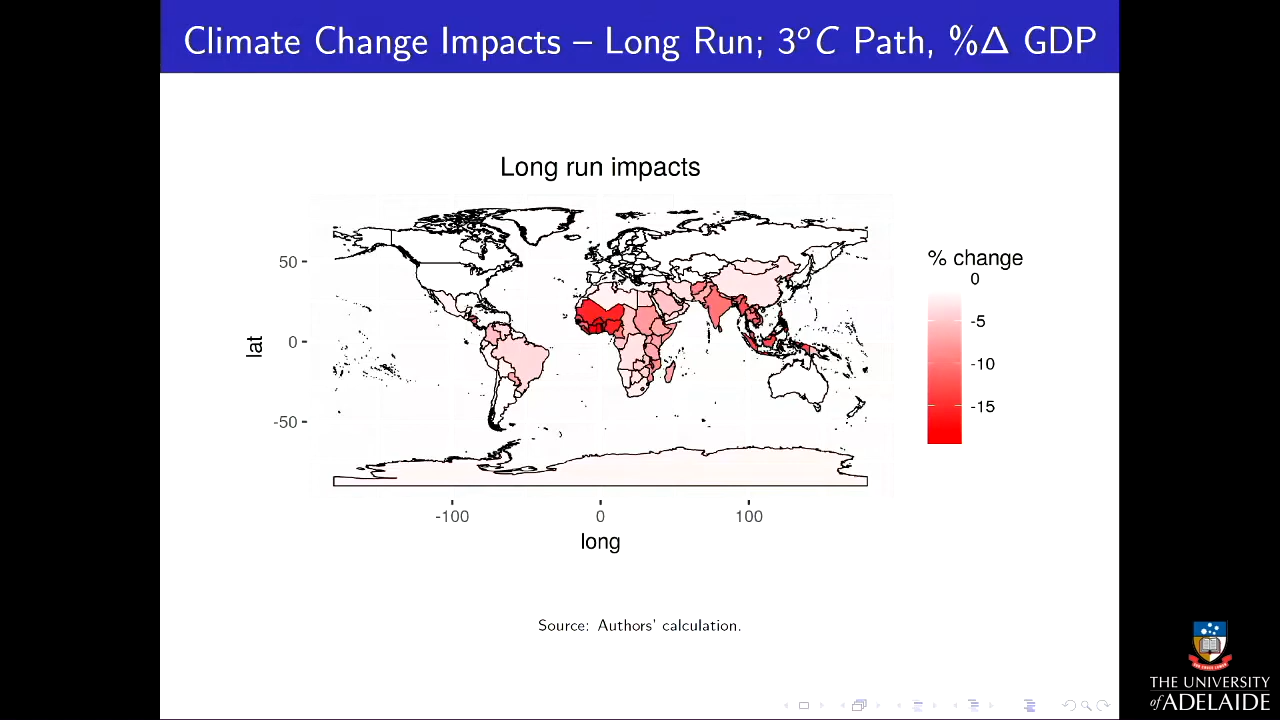 Climate Change Impacts – Long Run; 3°C Path, %Δ GDP
Long run impacts
% change
0
-5
-10
-15
lat
50
0
-50
-100
0
100
long
Source: Authors' calculation.
THE UNIVERSITY
of ADELAIDE